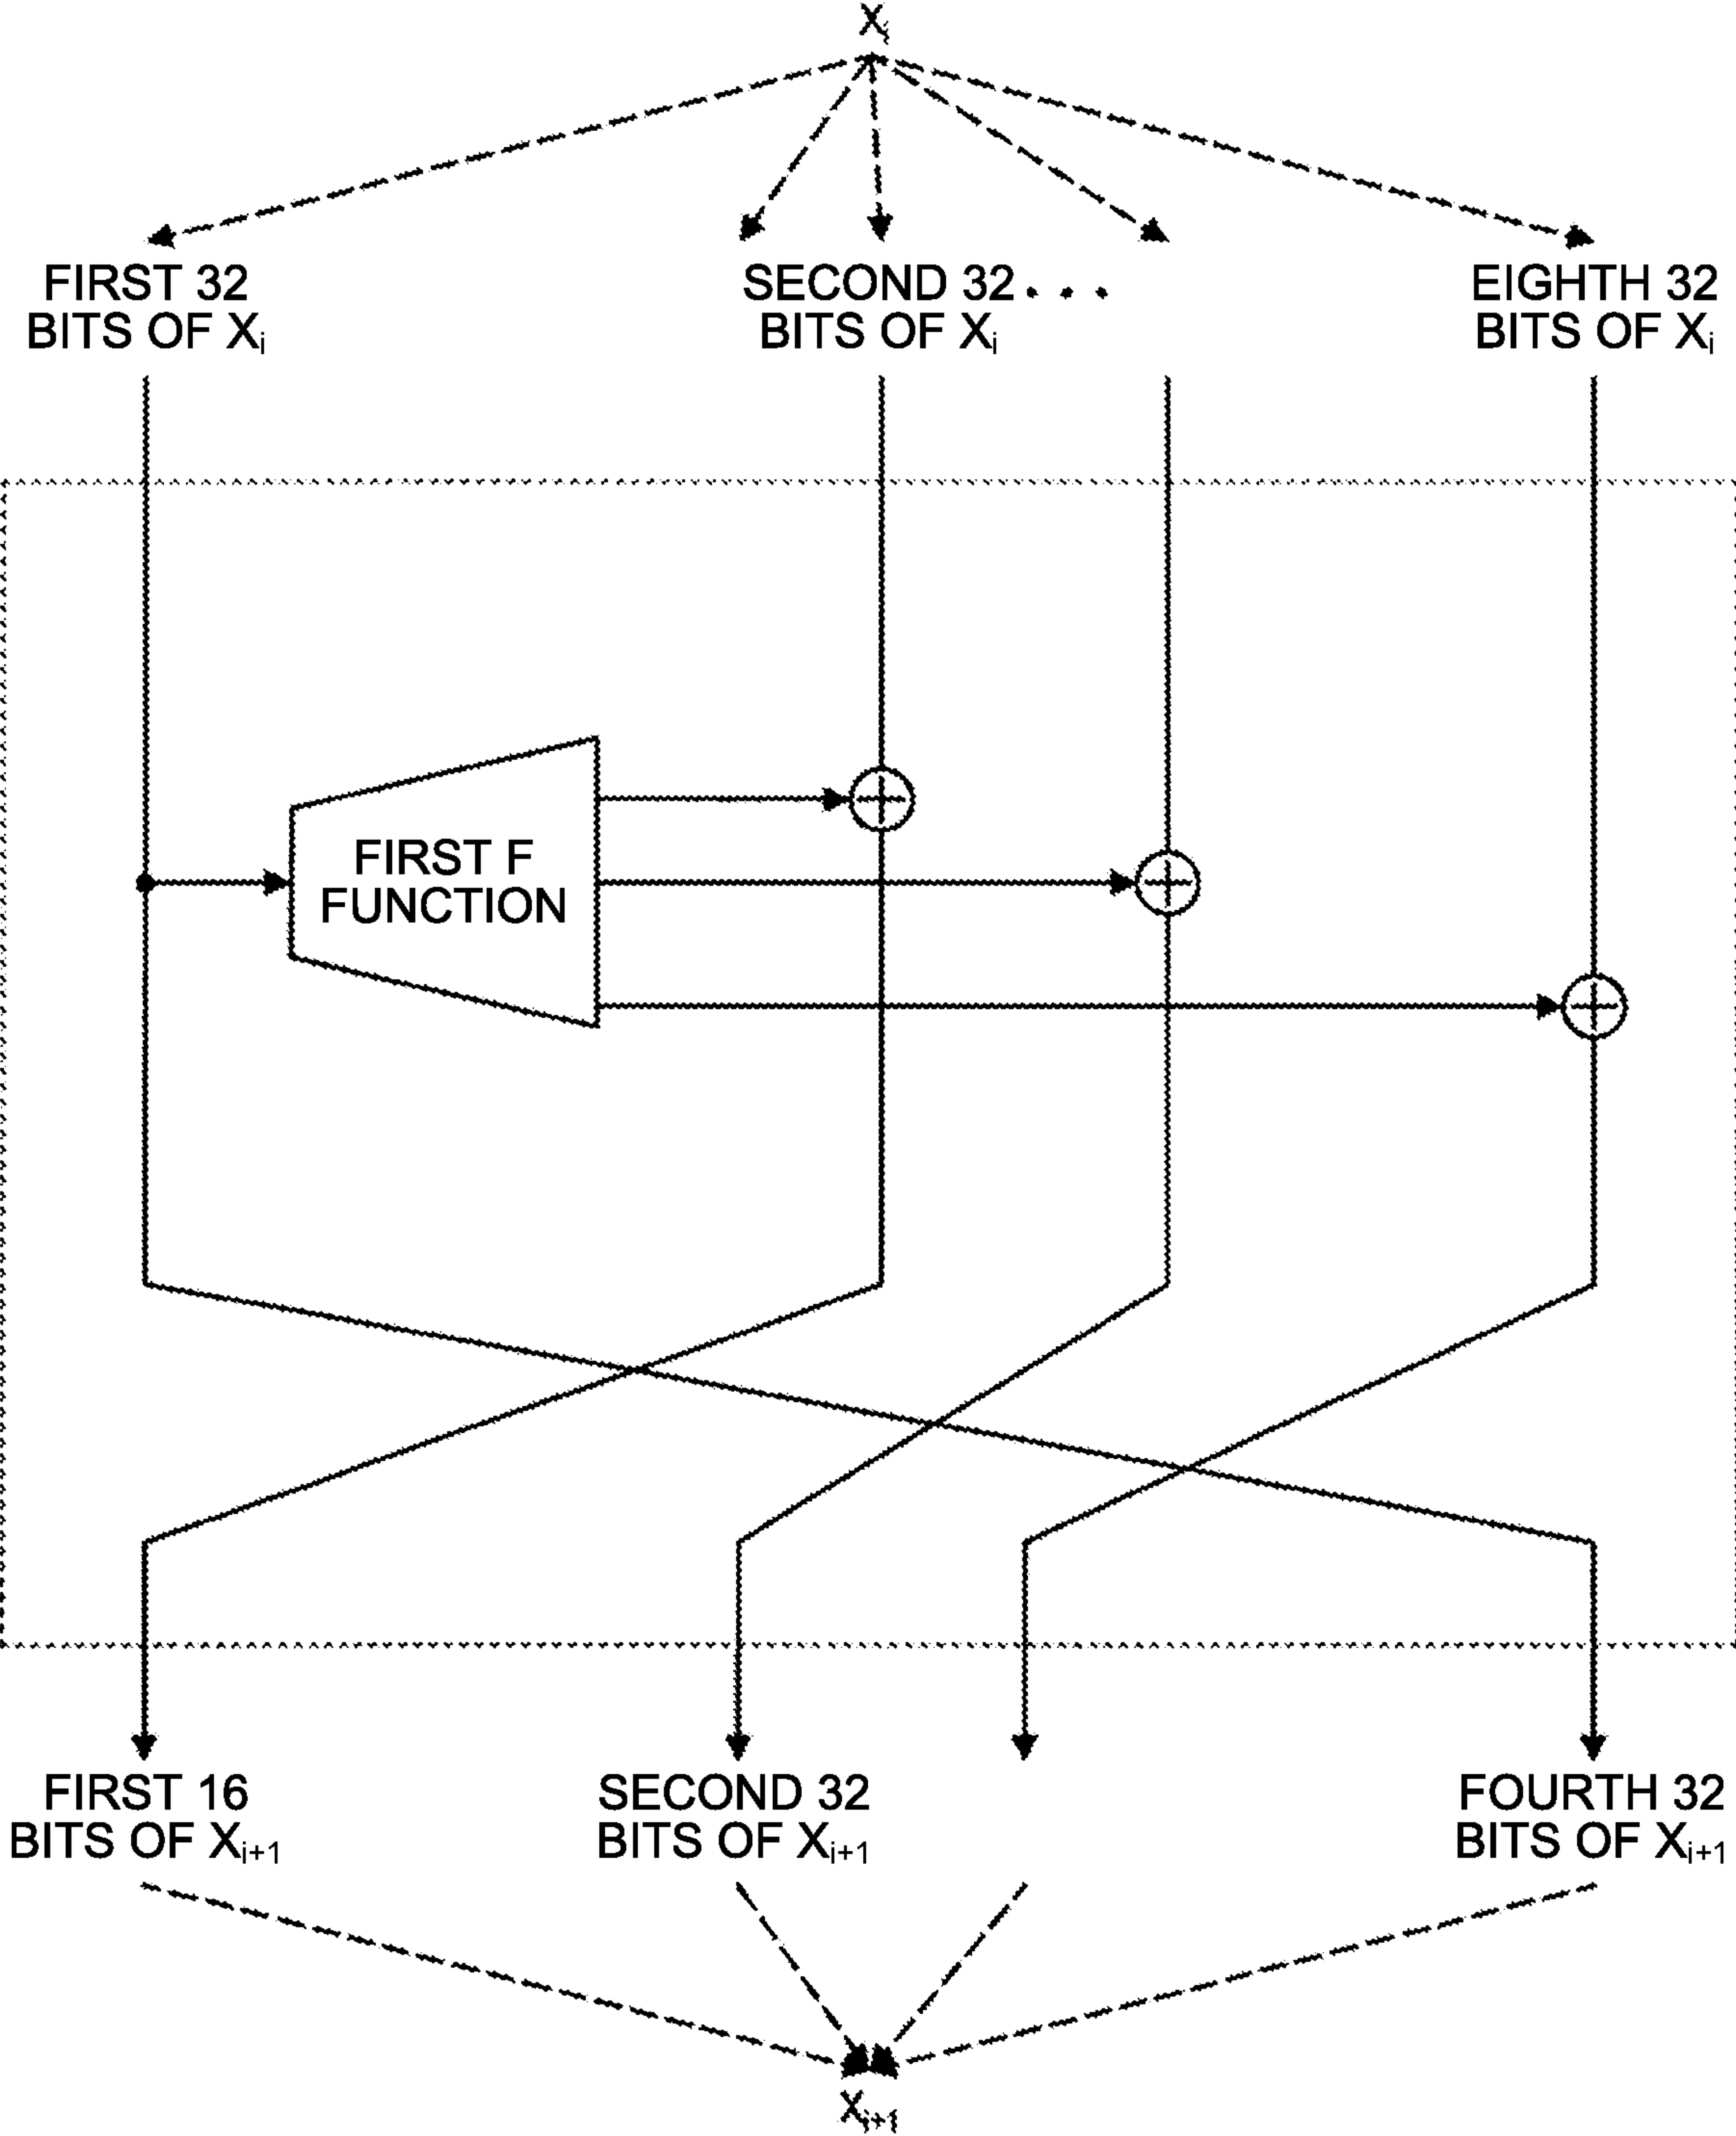 Xi
FIRST 32
BITS OF Xi
SECOND 32 . . .
BITS OF Xi
EIGHTH 32
BITS OF Xi
FIRST F
FUNCTION
FIRST 16
BITS OF Xi+1
SECOND 32
BITS OF Xi+1
FOURTH 32
BITS OF Xi+1
Xi+1